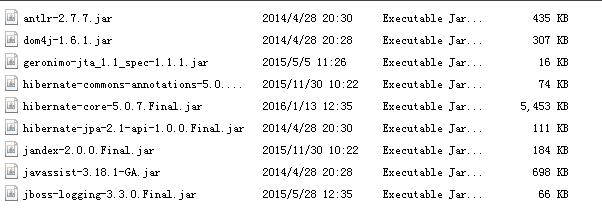 antlr-2.7.7.jar 2014/4/28 20:30 Executable Jar... 435 KB
dom4j-1.6.1.jar 2014/4/28 20:28 Executable Jar... 307 KB
geronimo-jta_1.1_spec-1.1.1.jar 2015/5/5 11:26 Executable Jar... 16 KB
hibernate-commons-annotations-5.0.... 2015/11/30 10:22 Executable Jar... 74 KB
hibernate-core-5.0.7.Final.jar 2016/1/13 12:35 Executable Jar... 5,453 KB
hibernate-jpa-2.1-api-1.0.0.Final.jar 2014/4/28 20:30 Executable Jar... 111 KB
jandex-2.0.0.Final.jar 2015/11/30 10:22 Executable Jar... 184 KB
javassist-3.18.1-GA.jar 2014/4/28 20:28 Executable Jar... 698 KB
jboss-logging-3.3.0.Final.jar 2015/5/28 12:35 Executable Jar... 66 KB